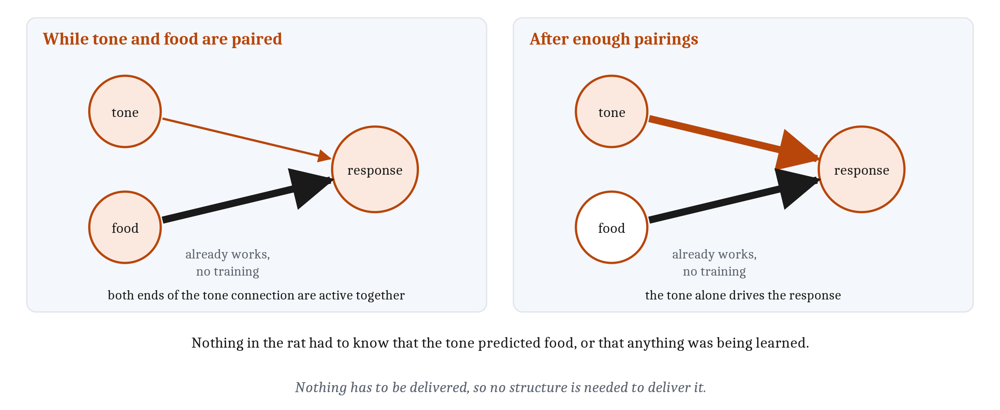 While tone and food are paired
tone
response
food
already works,
no training
both ends of the tone connection are active together
After enough pairings
tone
response
food
already works,
no training
the tone alone drives the response
Nothing in the rat had to know that the tone predicted food, or that anything was being learned.
Nothing has to be delivered, so no structure is needed to deliver it.